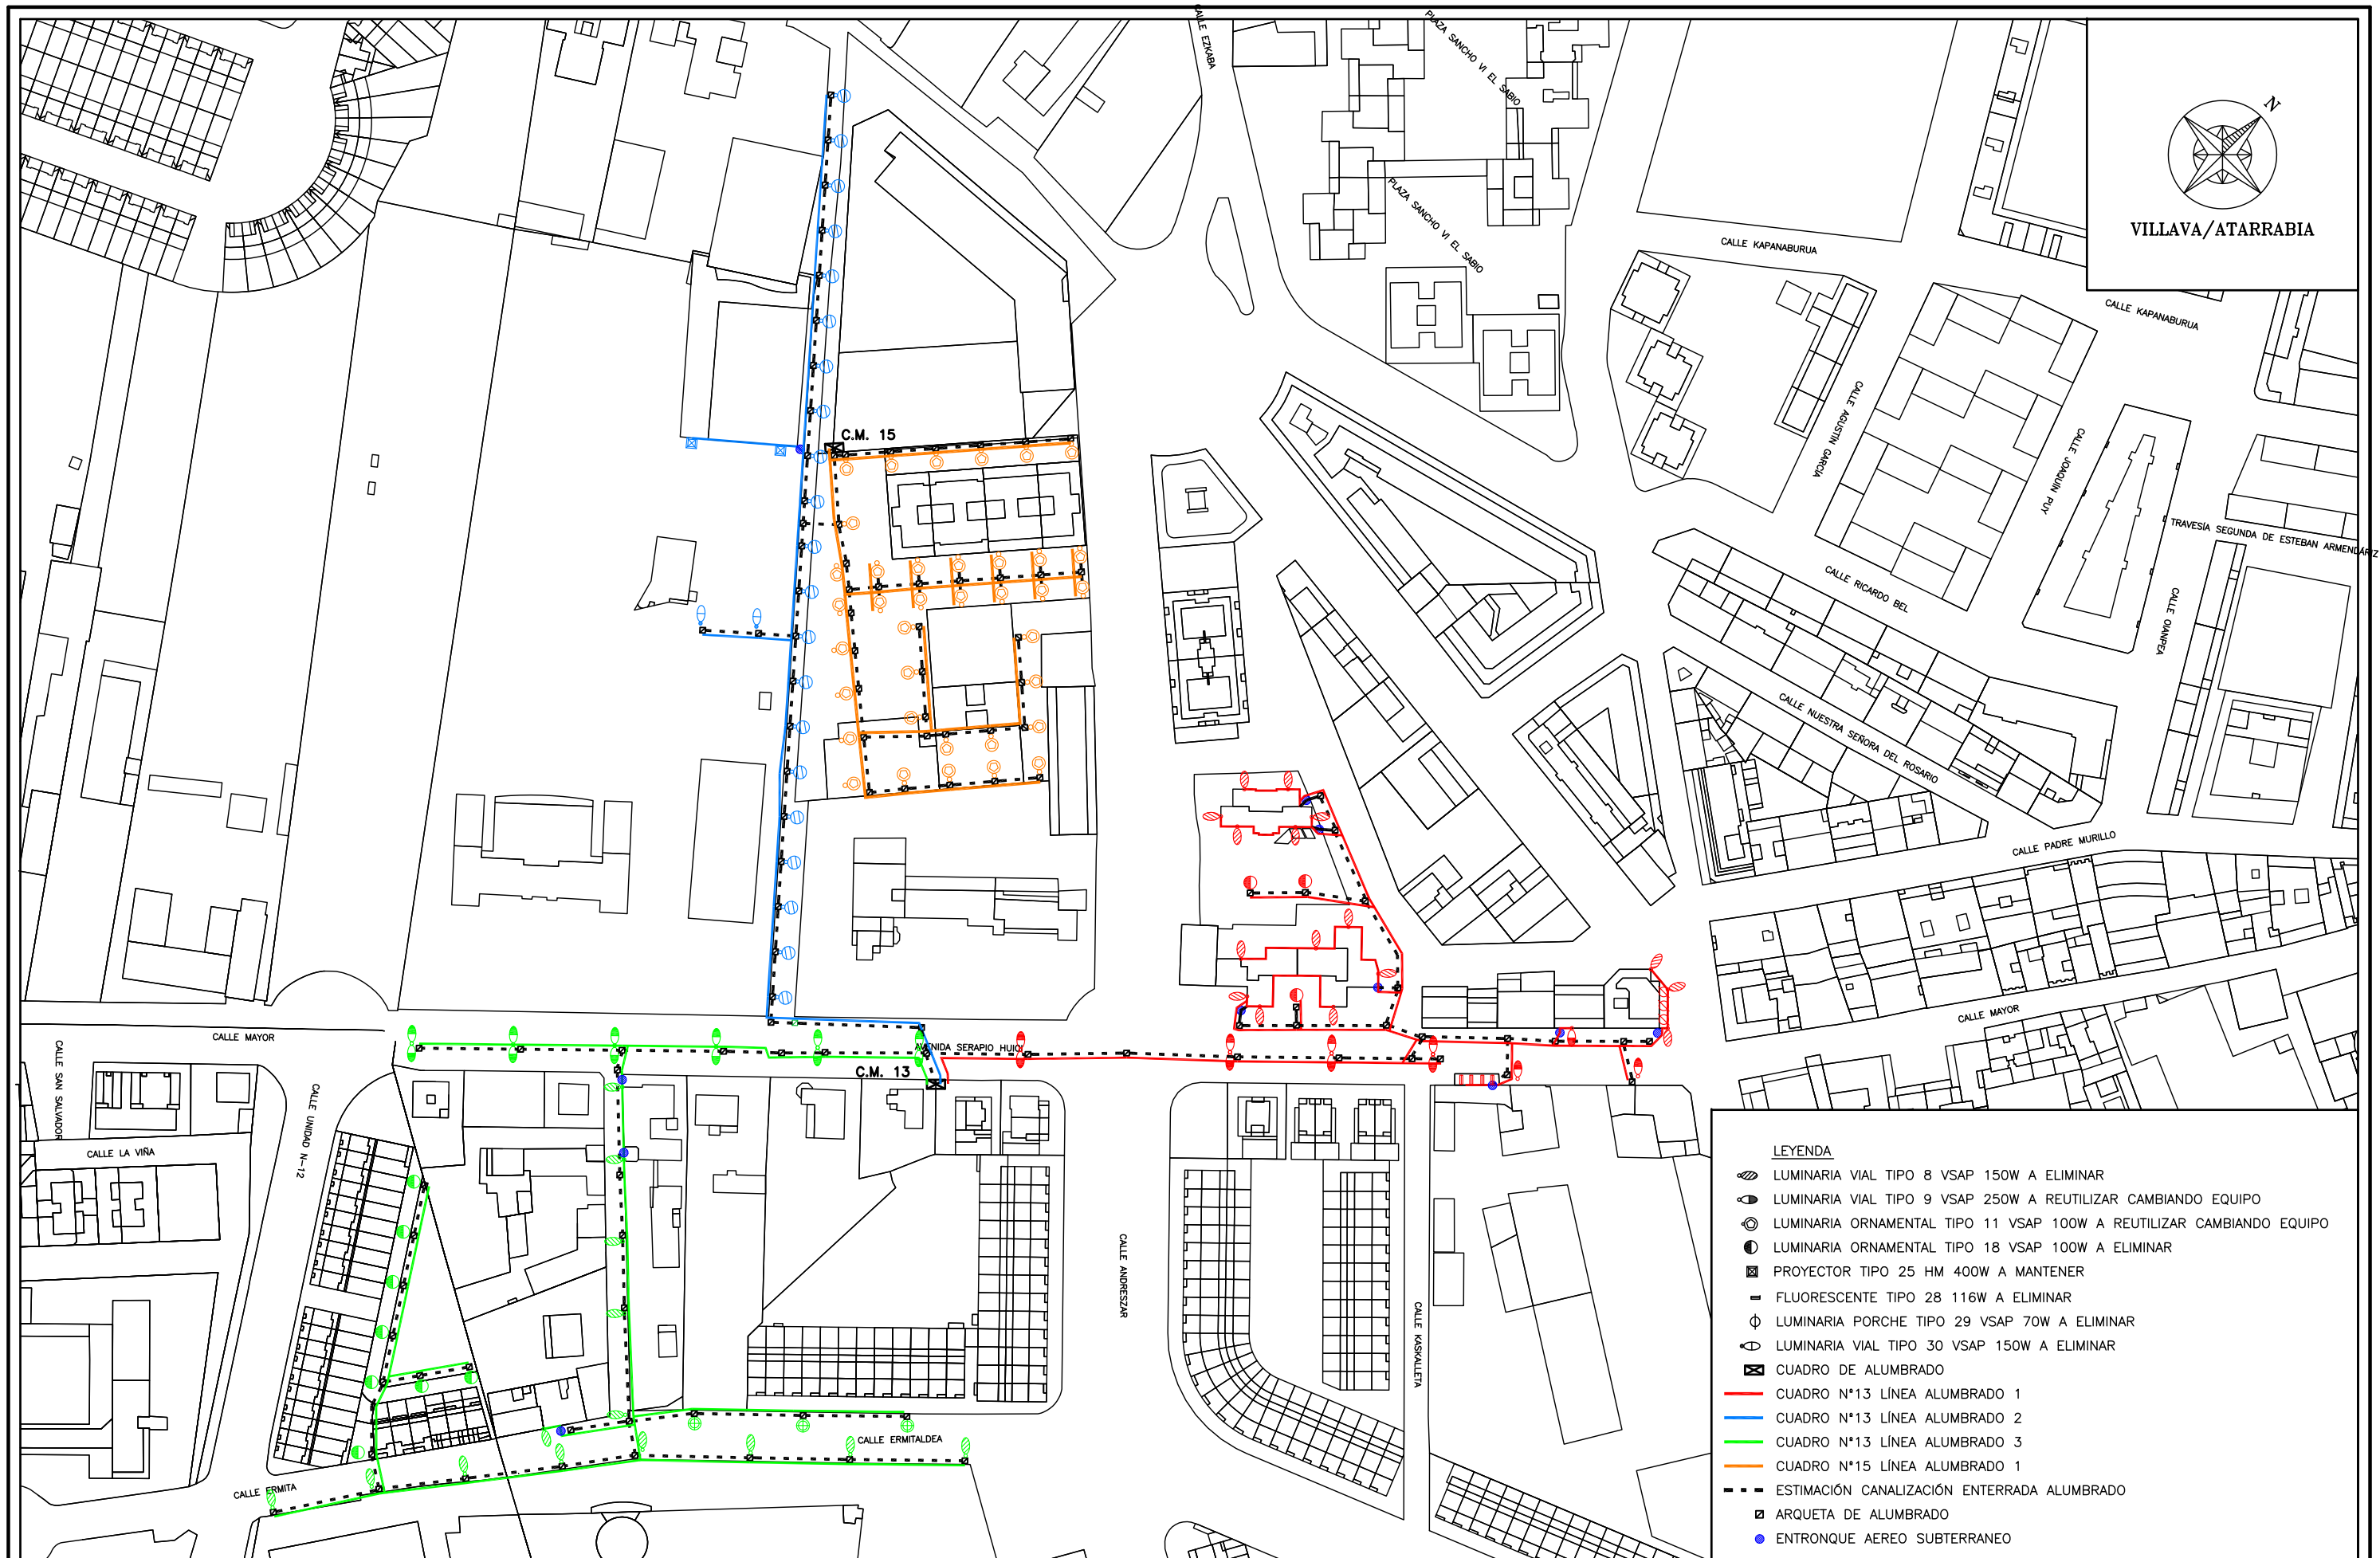 CALLE EZKABA
PLAZA SANCHO VI EL SABIO
PLAZA SANCHO VI EL SABIO
N
VILLAVA/ATARRABIA
CALLE KAPANABURUA
CALLE KAPANABURUA
CALLE AGUSTIN GARCÍA
CALLE JOAQUÍN PUY
TRAVESÍA SEGUNDA DE ESTEBAN ARMENDÁRIZ
C.M. 15
CALLE RICARDO BEL
CALLE OIANPEA
CALLE NUESTRA SEÑORA DEL ROSARIO
CALLE PADRE MURILLO
CALLE MAYOR
CALLE MAYOR
AVENIDA SERAPIO HUICI
C.M. 13
CALLE SAN SALVADOR
CALLE UNIDAD N-12
CALLE LA VIÑA
CALLE ANDRESZAR
CALLE KASKALLETA
CALLE ERMITALDEA
CALLE ERMITA
LEYENDA
LUMINARIA VIAL TIPO 8 VSAP 150W A ELIMINAR
LUMINARIA VIAL TIPO 9 VSAP 250W A REUTILIZAR CAMBIANDO EQUIPO
LUMINARIA ORNAMENTAL TIPO 11 VSAP 100W A REUTILIZAR CAMBIANDO EQUIPO
LUMINARIA ORNAMENTAL TIPO 18 VSAP 100W A ELIMINAR
PROYECTOR TIPO 25 HM 400W A MANTENER
FLUORESCENTE TIPO 28 116W A ELIMINAR
LUMINARIA PORCHE TIPO 29 VSAP 70W A ELIMINAR
LUMINARIA VIAL TIPO 30 VSAP 150W A ELIMINAR
CUADRO DE ALUMBRADO
CUADRO Nº13 LÍNEA ALUMBRADO 1
CUADRO Nº13 LÍNEA ALUMBRADO 2
CUADRO Nº13 LÍNEA ALUMBRADO 3
CUADRO Nº15 LÍNEA ALUMBRADO 1
ESTIMACIÓN CANALIZACIÓN ENTERRADA ALUMBRADO
ARQUETA DE ALUMBRADO
ENTRONQUE AEREO SUBTERRANEO